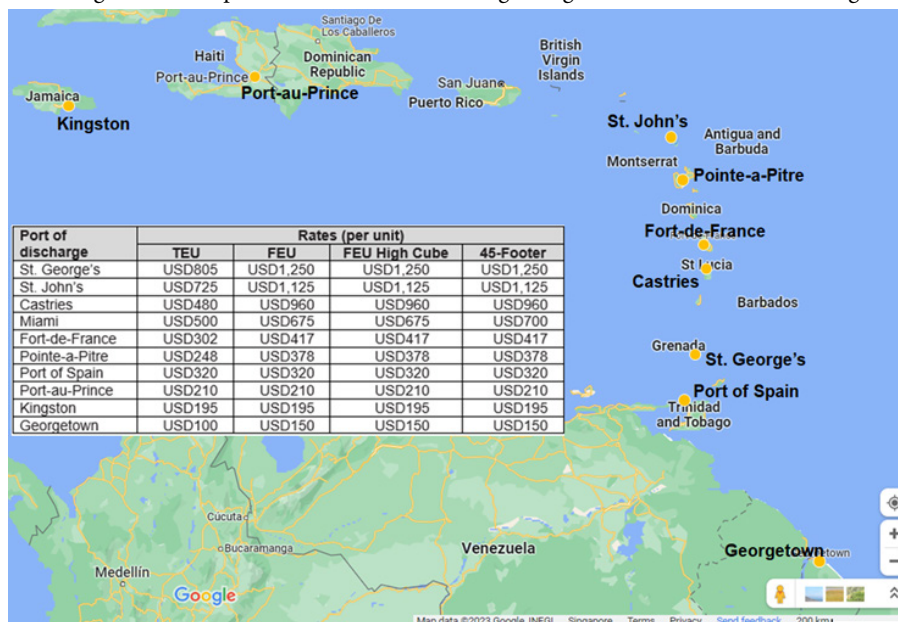 Santiago De
Los Caballeros
Haiti
Dominican
Republic
Port-au-Prince
Port-au-Prince
San Juan
Puerto Rico
British
Virgin
Islands
Jamaica
Kingston
St. John's
Antigua and
Barbuda
Montserrat
Pointe-a-Pitre
Dominica
Fort-de-France
St Lucia
Castries
Barbados
Grenada
St. George's
Port of Spain
Trinidad
and Tobago
Port of discharge Rates (per unit)
TEU FEU FEU High Cube 45-Footer
St. George's USD805 USD1,250 USD1,250 USD1,250
St. John's USD725 USD1,125 USD1,125 USD1,125
Castries USD480 USD960 USD960 USD960
Miami USD500 USD675 USD675 USD700
Fort-de-France USD302 USD417 USD417 USD417
Pointe-a-Pitre USD248 USD378 USD378 USD378
Port of Spain USD320 USD320 USD320 USD320
Port-au-Prince USD210 USD210 USD210 USD210
Kingston USD195 USD195 USD195 USD195
Georgetown USD100 USD150 USD150 USD150
Cúcuta
Bucaramanga
Medellín
Venezuela
Georgetown
Google
Map data ©2023 Google, INEGI Singapore Terms Privacy Send feedback 200 km